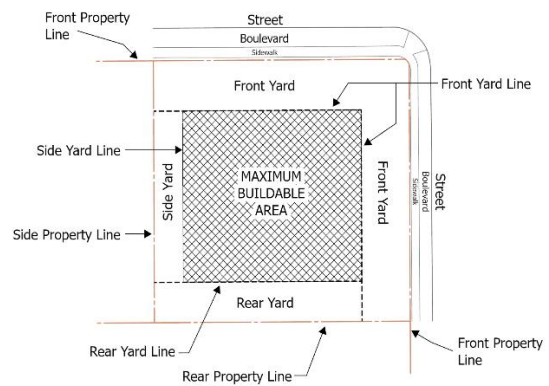 Street
Front Property
Line
Boulevard
Sidewalk
Front Yard
Front Yard Line
Side Yard Line
Side Yard
MAXIMUM
BUILDABLE
AREA
Front Yard
Sidewalk
Boulevard
Street
Side Property Line
Rear Yard
Rear Yard Line
Front Property
Line
Rear Property Line